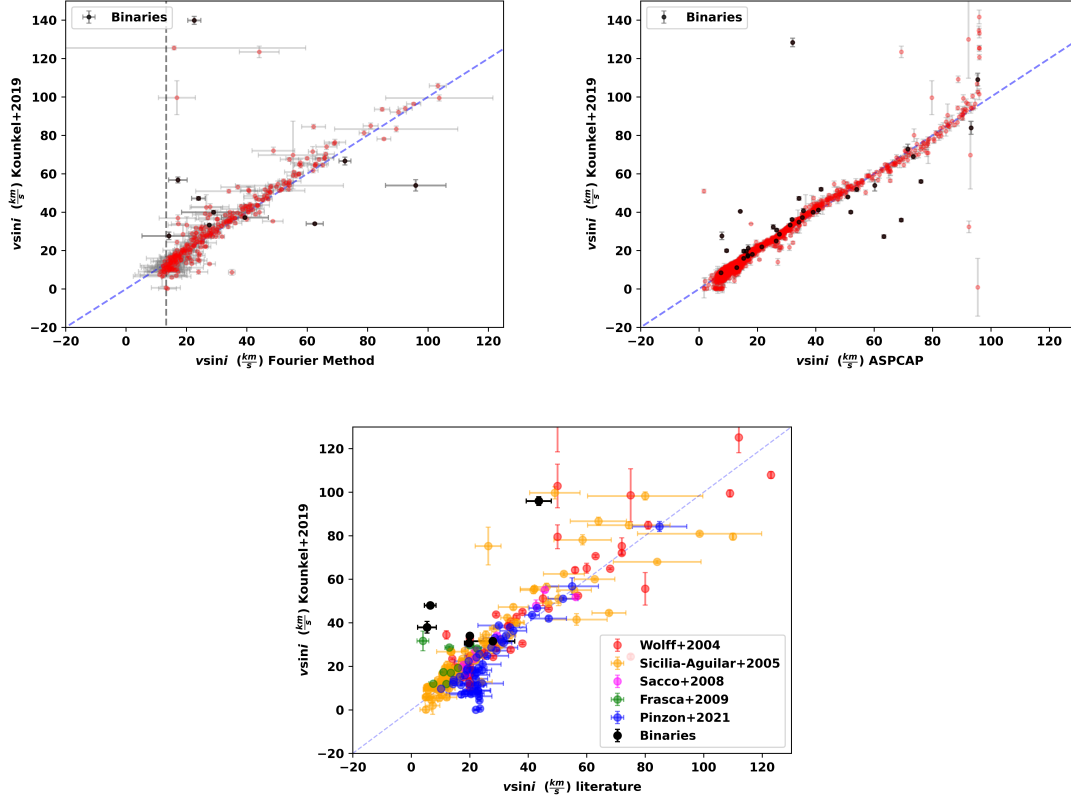 140
120
100
80
60
40
20
0
−20
vsini (km/s) Kounkel+2019
Binaries
−20 0 20 40 60 80 100 120
vsini (km/s) Fourier Method
140
120
100
80
60
40
20
0
−20
vsini (km/s) Kounkel+2019
Binaries
−20 0 20 40 60 80 100 120
vsini (km/s) ASPCAP
120
100
80
60
40
20
0
−20
vsini (km/s) Kounkel+2019
Wolff+2004
Sicilia-Aguilar+2005
Sacco+2008
Frasca+2009
Pinzon+2021
Binaries
−20 0 20 40 60 80 100 120
vsini (km/s) literature